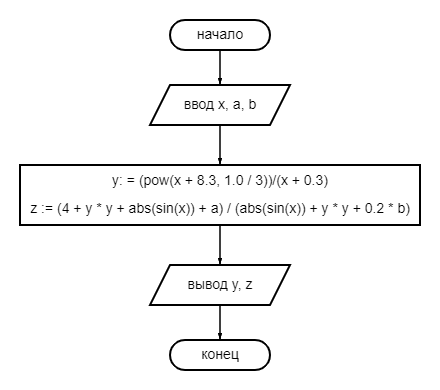 начало
ввод x, a, b
y: = (pow(x + 8.3, 1.0 / 3))/(x + 0.3)
z := (4 + y * y + abs(sin(x)) + a) / (abs(sin(x)) + y * y + 0.2 * b)
вывод y, z
конец